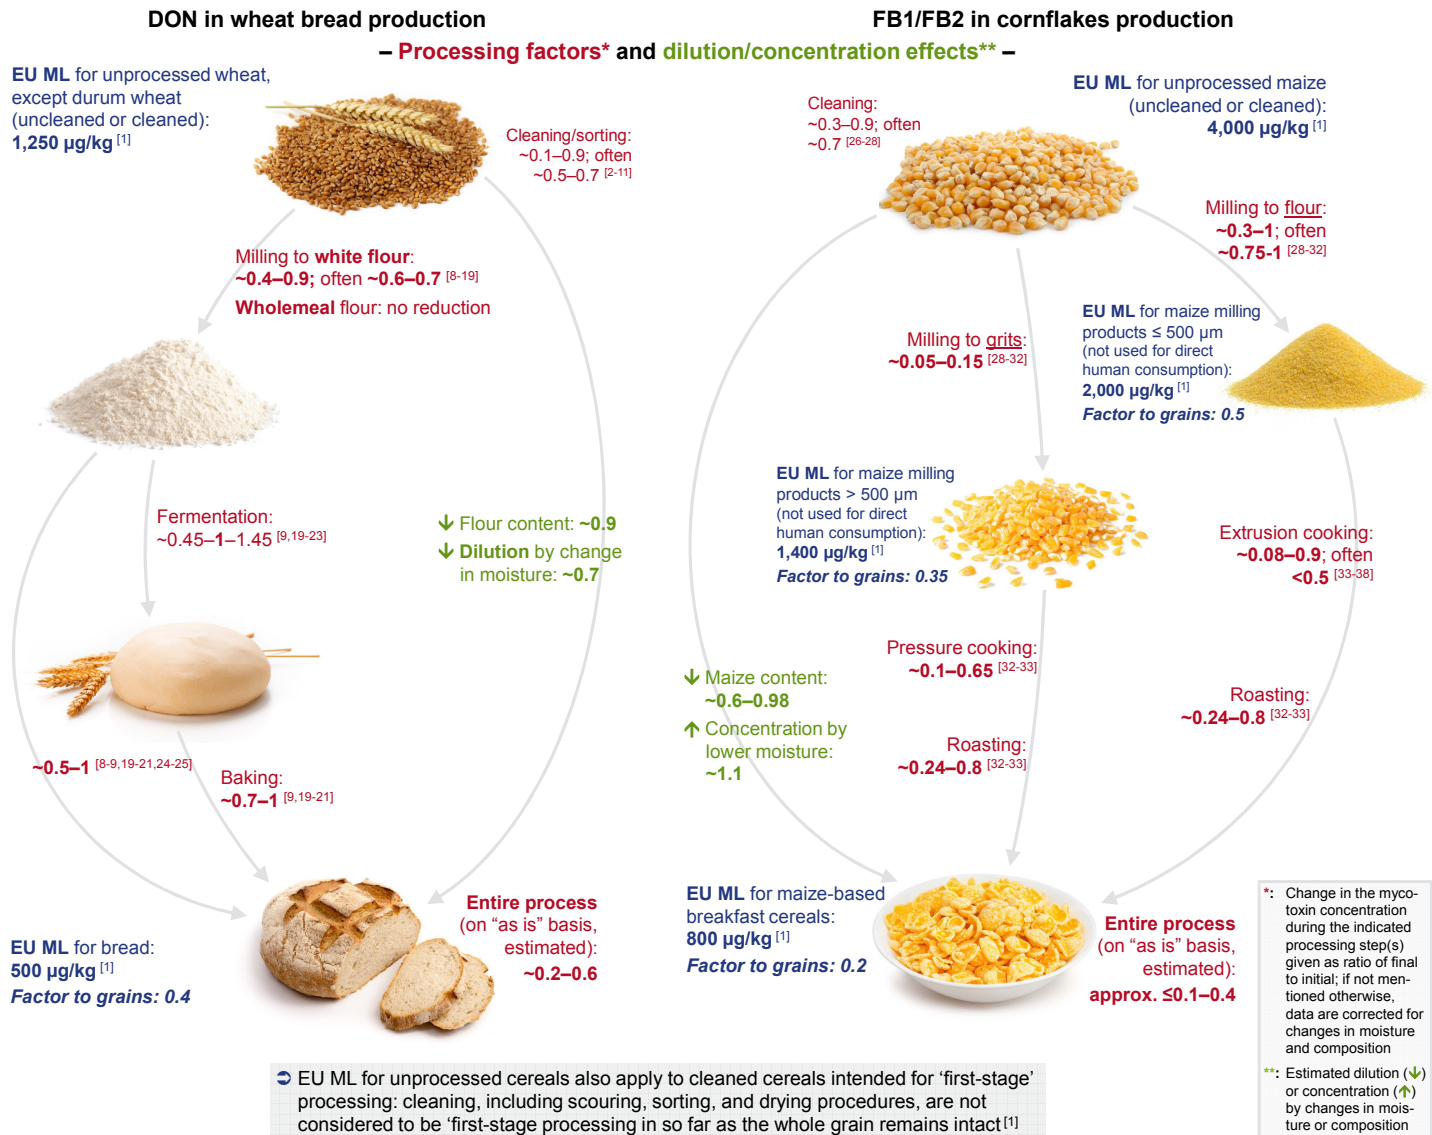 DON in wheat bread production
FB1/FB2 in cornflakes production
– Processing factors* and dilution/concentration effects** –
EU ML for unprocessed wheat,
except durum wheat
(uncleaned or cleaned):
1,250 µg/kg [1]
Cleaning/sorting:
~0.1–0.9; often
~0.5–0.7 [2-11]
Milling to white flour:
~0.4–0.9; often ~0.6–0.7 [8-19]
Wholemeal flour: no reduction
Fermentation:
~0.45–1–1.45 [9,19-23]
↓ Flour content: ~0.9
↓ Dilution by change
in moisture: ~0.7
~0.5–1 [8-9,19-21,24-25]
Baking:
~0.7–1 [9,19-21]
EU ML for bread:
500 µg/kg [1]
Factor to grains: 0.4
Entire process
(on “as is” basis,
estimated):
~0.2–0.6
Cleaning:
~0.3–0.9; often
~0.7 [26-28]
EU ML for unprocessed maize
(uncleaned or cleaned):
4,000 µg/kg [1]
Milling to flour:
~0.3–1; often
~0.75-1 [28-32]
Milling to grits:
~0.05–0.15 [28-32]
EU ML for maize milling
products ≤ 500 µm
(not used for direct
human consumption):
2,000 µg/kg [1]
Factor to grains: 0.5
EU ML for maize milling
products > 500 µm
(not used for direct
human consumption):
1,400 µg/kg [1]
Factor to grains: 0.35
Extrusion cooking:
~0.08–0.9; often
<0.5 [33-38]
Pressure cooking:
~0.1–0.65 [32-33]
↓ Maize content:
~0.6–0.98
↑ Concentration by
lower moisture:
~1.1
Roasting:
~0.24–0.8 [32-33]
Roasting:
~0.24–0.8 [32-33]
EU ML for maize-based
breakfast cereals:
800 µg/kg [1]
Factor to grains: 0.2
Entire process
(on “as is” basis,
estimated):
approx. ≤0.1–0.4
*: Change in the myco-
toxin concentration
during the indicated
processing step(s)
given as ratio of final
to initial; if not men-
tioned otherwise,
data are corrected for
changes in moisture
and composition
**: Estimated dilution (↓)
or concentration (↑)
by changes in mois-
ture or composition
➲ EU ML for unprocessed cereals also apply to cleaned cereals intended for ‘first-stage’
processing: cleaning, including scouring, sorting, and drying procedures, are not
considered to be ‘first-stage processing in so far as the whole grain remains intact [1]